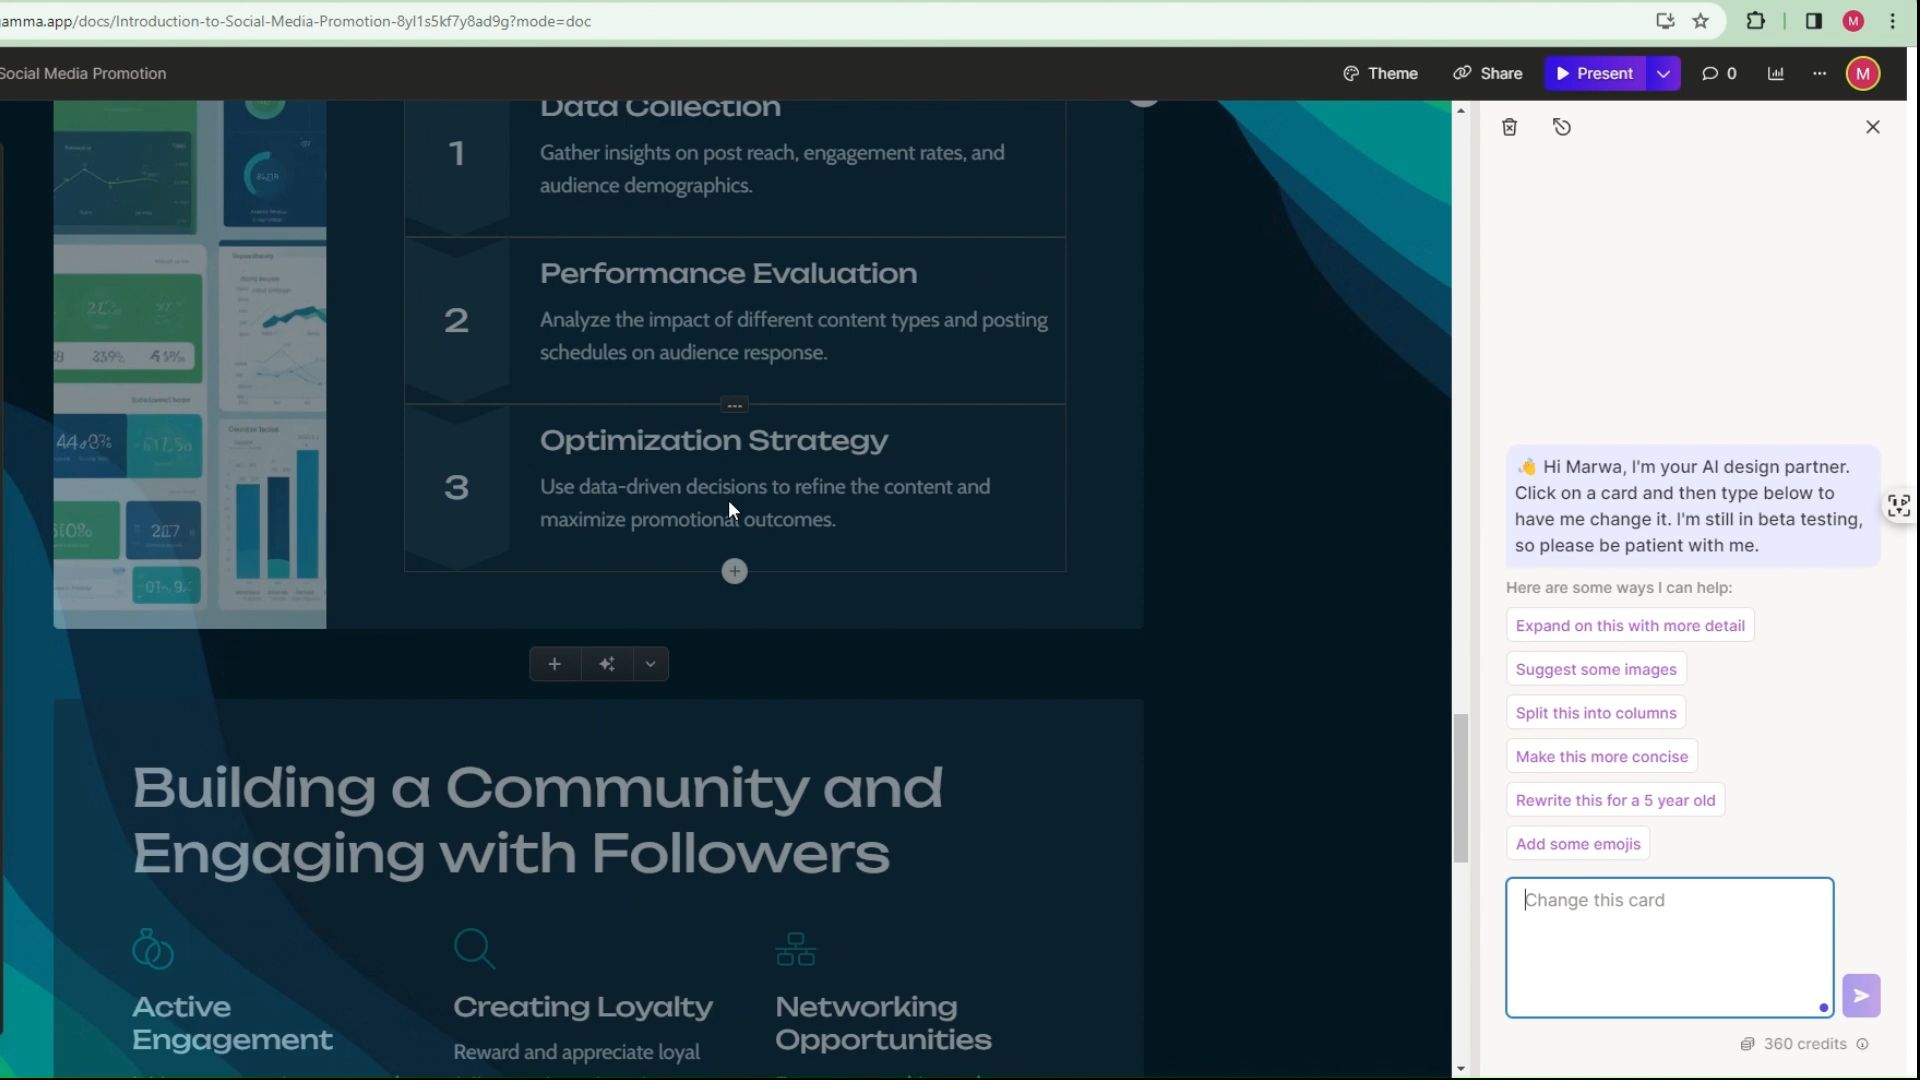 amma.app/docs/Introduction-to-Social-Media-Promotion-8yl1s5kf7y8ad9g?mode=doc
M
Social Media Promotion
Theme
Share
Present
0
M
Data Collection
1
Gather insights on post reach, engagement rates, and
audience demographics.
Performance Evaluation
2
Analyze the impact of different content types and posting
schedules on audience response.
Optimization Strategy
3
Use data-driven decisions to refine the content and
maximize promotional outcomes.
Building a Community and
Engaging with Followers
Active
Engagement
Creating Loyalty
Reward and appreciate loyal
Networking
Opportunities
👋 Hi Marwa, I'm your AI design partner.
Click on a card and then type below to
have me change it. I'm still in beta testing,
so please be patient with me.
Here are some ways I can help:
Expand on this with more detail
Suggest some images
Split this into columns
Make this more concise
Rewrite this for a 5 year old
Add some emojis
Change this card
360 credits